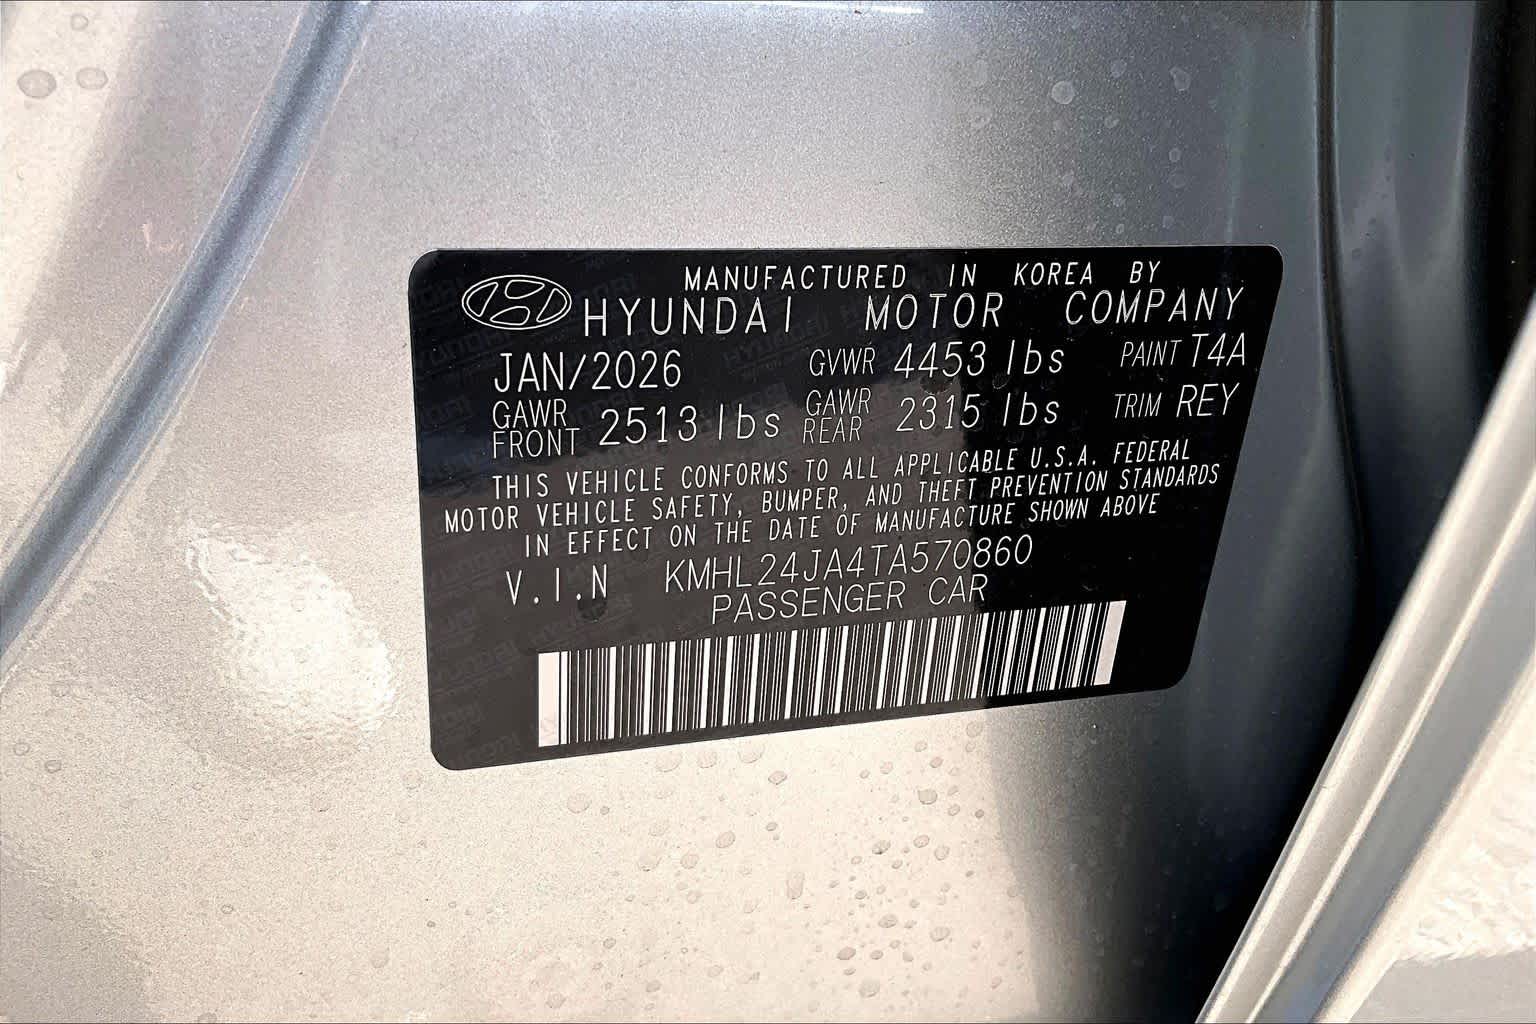 MANUFACTURED IN KOREA BY
HYUNDAI MOTOR COMPANY
JAN/2026 GVWR 4453 lbs PAINT T4A
GAWR FRONT 2513 lbs GAWR REAR 2315 lbs TRIM REY
THIS VEHICLE CONFORMS TO ALL APPLICABLE U.S.A. FEDERAL
MOTOR VEHICLE SAFETY, BUMPER, AND THEFT PREVENTION STANDARDS
IN EFFECT ON THE DATE OF MANUFACTURE SHOWN ABOVE
V.I.N KMHL24JA4TA570860
PASSENGER CAR